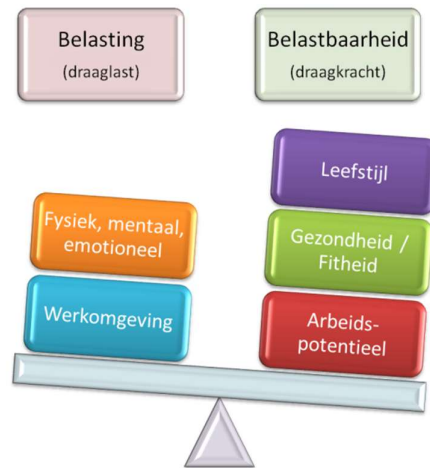 Belasting
(draaglast)
Belastbaarheid
(draagkracht)
Leefstijl
Fysiek, mentaal,
emotioneel
Gezondheid /
Fitheid
Werkomgeving
Arbeids-
potentieel